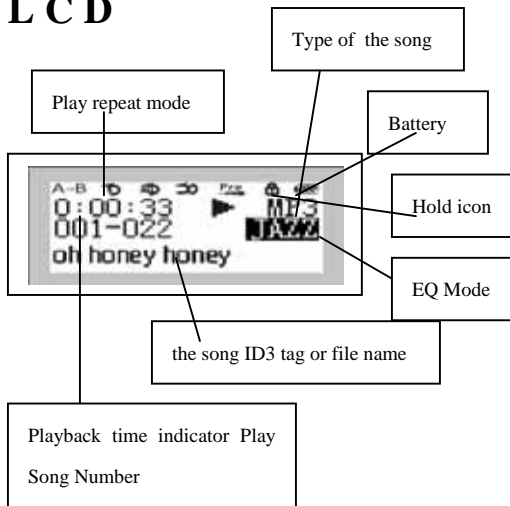 L C D
Type of the song
Play repeat mode
Battery
A-B
0:00:33 MP3
001-022
oh honey honey
Hold icon
EQ Mode
the song ID3 tag or file name
Playback time indicator Play
Song Number